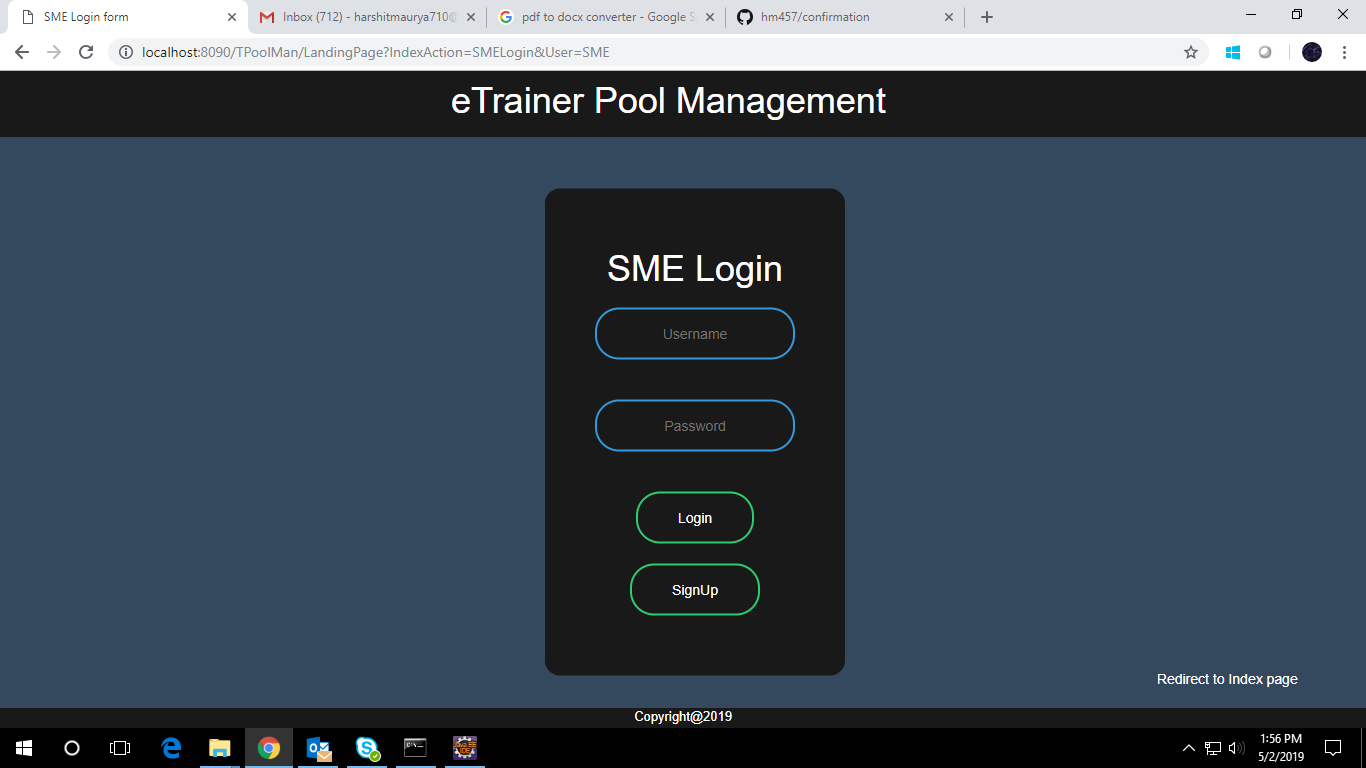 SME Login form
Inbox (712) - harshitmaurya710@
pdf to docx converter - Google S
hm457/confirmation
localhost:8090/TPoolMan/LandingPage?IndexAction=SMELogin&User=SME
eTrainer Pool Management
SME Login
Username
Password
Login
SignUp
Redirect to Index page
Copyright@2019
1:56 PM
5/2/2019